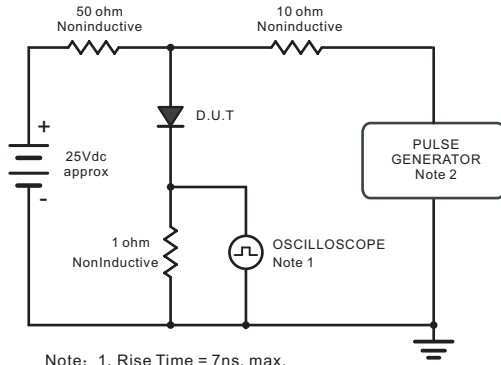 50 ohm
Noninductive
10 ohm
Noninductive
D.U.T
+
25Vdc
approx
-
PULSE
GENERATOR
Note 2
1 ohm
NonInductive
OSCILLOSCOPE
Note 1
Note: 1. Rise Time = 7ns, max.